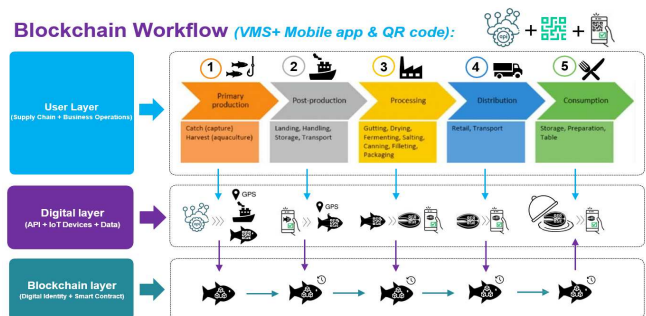 Blockchain Workflow (VMS+ Mobile app & QR code):
api
1
2
3
4
5
User Layer
(Supply Chain + Business Operations)
Primary
production
Post-production
Processing
Distribution
Consumption
Catch (capture)
Harvest (aquaculture)
Landing, Handling,
Storage, Transport
Gutting, Drying,
Fermenting, Salting,
Canning, Filleting,
Packaging
Retail, Transport
Storage, Preparation,
Table
Digital layer
(API + IoT Devices + Data)
api
GPS
GPS
Blockchain layer
(Digital Identity + Smart Contract)